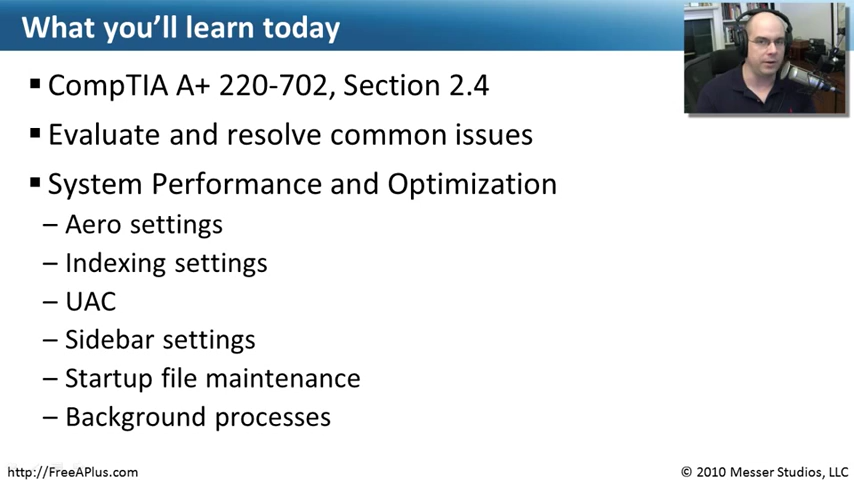 What you'll learn today
▪ CompTIA A+ 220-702, Section 2.4
▪ Evaluate and resolve common issues
▪ System Performance and Optimization
– Aero settings
– Indexing settings
– UAC
– Sidebar settings
– Startup file maintenance
– Background processes
http://FreeAPlus.com
© 2010 Messer Studios, LLC